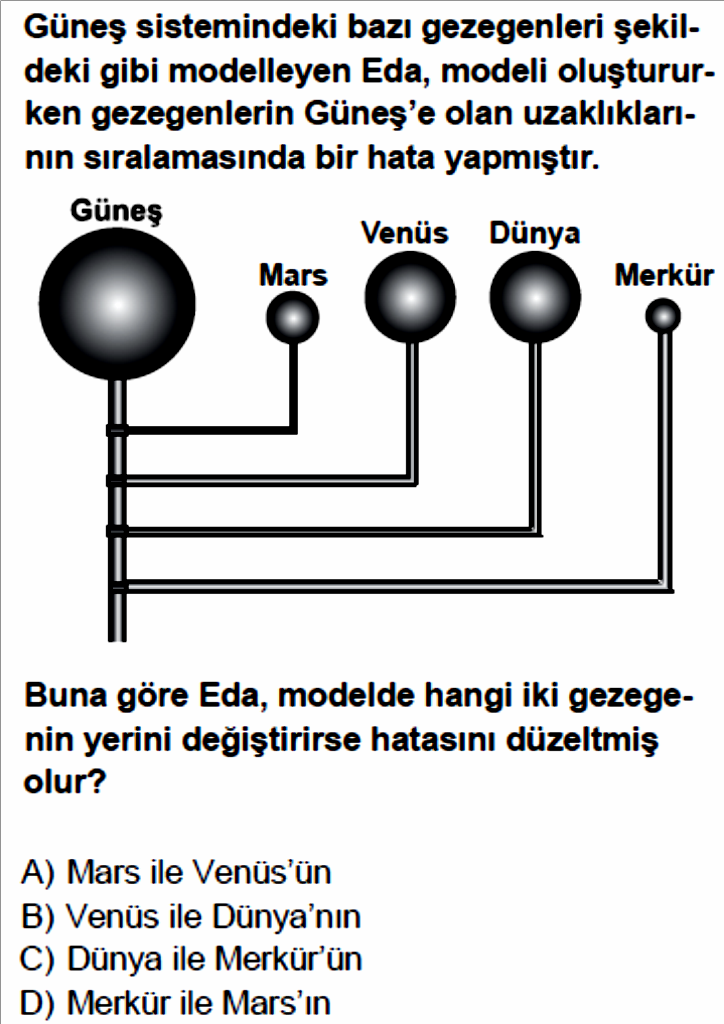 Güneş sistemindeki bazı gezegenleri şekil-
deki gibi modelleyen Eda, modeli oluşturur-
ken gezegenlerin Güneş’e olan uzaklıkları-
nın sıralamasında bir hata yapmıştır.
Güneş
Mars
Venüs
Dünya
Merkür
Buna göre Eda, modelde hangi iki gezege-
nin yerini değiştirirse hatasını düzeltmiş
olur?
A) Mars ile Venüs’ün
B) Venüs ile Dünya’nın
C) Dünya ile Merkür’ün
D) Merkür ile Mars’ın